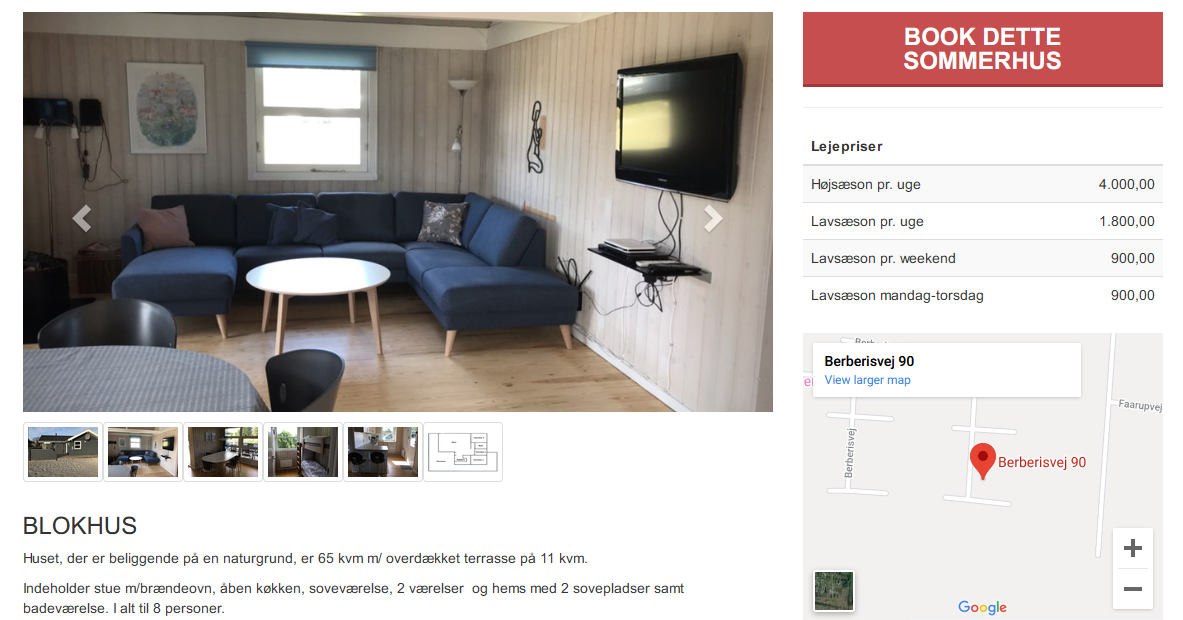 BOOK DETTE
SOMMERHUS
Lejepriser
Højsæson pr. uge 4.000,00
Lavsæson pr. uge 1.800,00
Lavsæson pr. weekend 900,00
Lavsæson mandag-torsdag 900,00
Berberisvej 90
View larger map
Faarupvej
Berberisvej
Berberisvej 90
Google
BLOKHUS
Huset, der er beliggende på en naturgrund, er 65 kvm m/ overdækket terrasse på 11 kvm.
Indeholder stue m/brændeovn, åben køkken, soveværelse, 2 værelser og hems med 2 sovepladser samt
badeværelse. I alt til 8 personer.